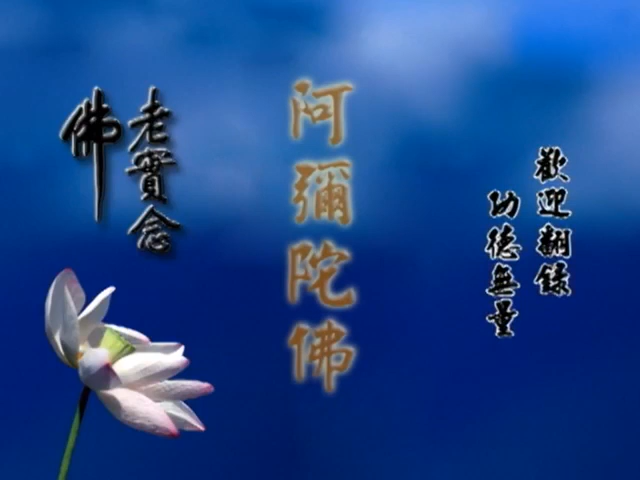 歡迎翻錄
功德無量
阿彌陀佛
老實念
佛